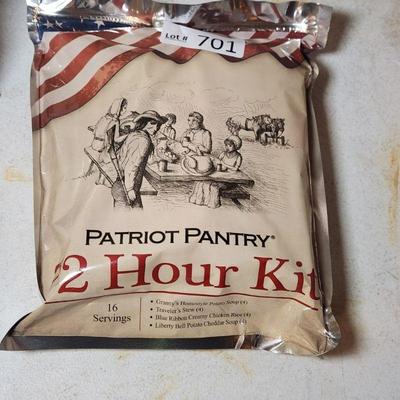 Lot # 701
PATRIOT PANTRY®
2 Hour Kit
16
Servings
• Granny's Homestyle Potato Soup (4)
• Traveler's Stew (4)
• Blue Ribbon Creamy Chicken Rice (4)
• Liberty Bell Potato Cheddar Soup (4)